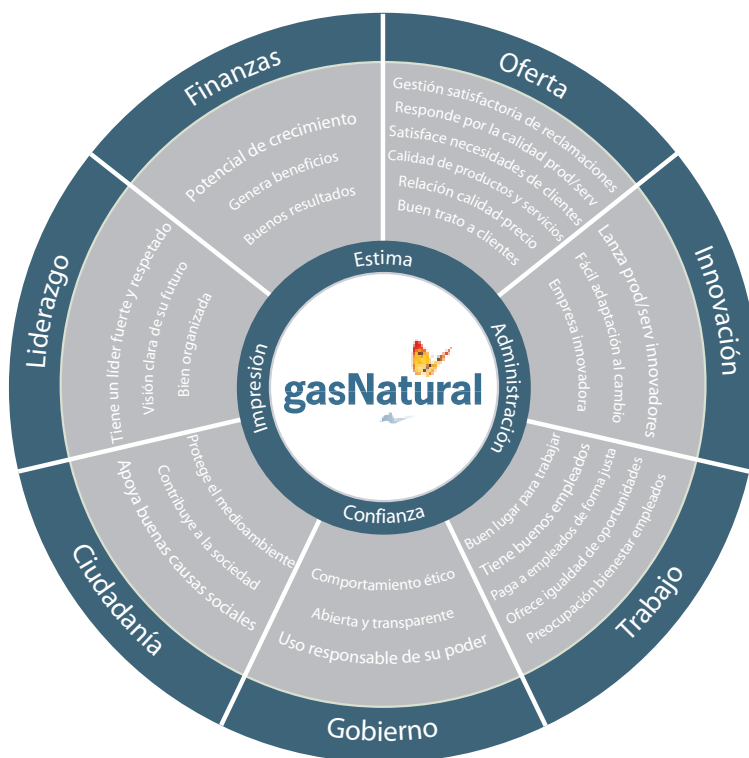 Oferta
Gestión satisfactoria de reclamaciones
Responde por la calidad prod/serv
Satisface necesidades de clientes
Calidad de productos y servicios
Relación calidad-precio
Buen trato a clientes
Innovación
Lanza prod/serv innovadores
Fácil adaptación al cambio
Empresa innovadora
Trabajo
Buen lugar para trabajar
Tiene buenos empleados
Paga a empleados de forma justa
Ofrece igualdad de oportunidades
Preocupación bienestar empleados
Gobierno
Comportamiento ético
Abierta y transparente
Uso responsable de su poder
Ciudadanía
Protege el medioambiente
Contribuye a la sociedad
Apoya buenas causas sociales
Liderazgo
Tiene un líder fuerte y respetado
Visión clara de su futuro
Bien organizada
Finanzas
Potencial de crecimiento
Genera beneficios
Buenos resultados
Estima
Administración
Confianza
Impresión
gasNatural